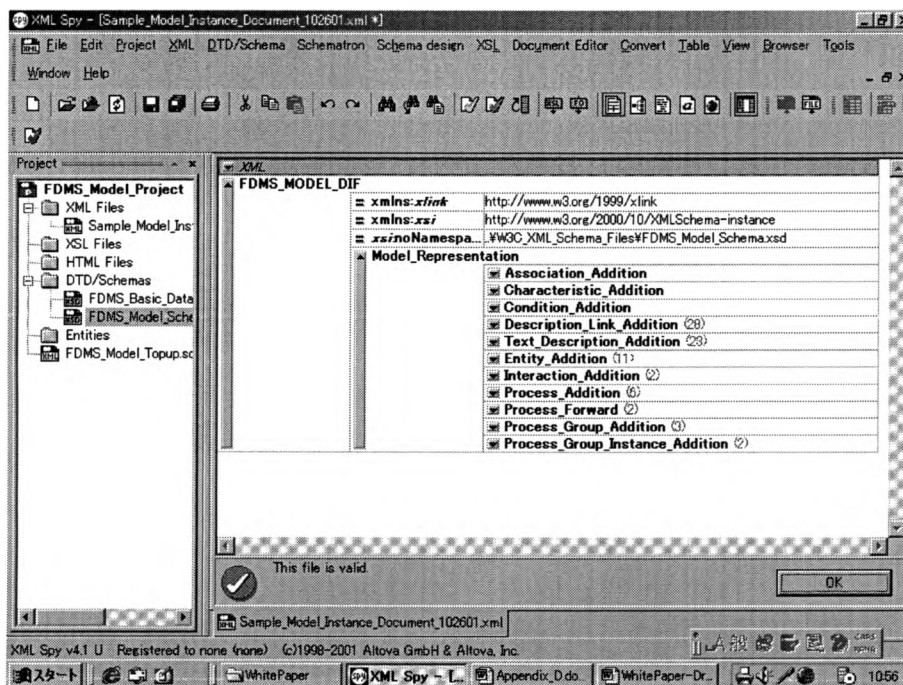 XML Spy - [Sample_Model_Instance_Document_102601.xml *]
File Edit Project XML DTD/Schema Schematron Schema design XSL Document Editor Convert Table View Browser Tools
Window Help
Project
FDMS_Model_Project
XML Files
Sample_Model_Ins
XSL Files
HTML Files
DTD/Schemas
FDMS_Basic_Data
FDMS_Model_Sche
Entities
FDMS_Model_Topup.sc
XML
FDMS_MODEL_DIF
= xmlns:xlink http://www.w3.org/1999/xlink
= xmlns:xsi http://www.w3.org/2000/10/XMLSchema-instance
= xsi:noNamespa... ..¥W3C_XML_Schema_Files¥FDMS_Model_Schema.xsd
Model_Representation
Association_Addition
Characteristic_Addition
Condition_Addition
Description_Link_Addition (28)
Text_Description_Addition (23)
Entity_Addition (11)
Interaction_Addition (2)
Process_Addition (6)
Process_Forward (2)
Process_Group_Addition (3)
Process_Group_Instance_Addition (2)
This file is valid.
OK
Sample_Model_Instance_Document_102601.xml
XML Spy v4.1 U Registered to none (none) (c)1998-2001 Altova GmbH & Altova, Inc.
A 般
CAPS
KANA
スタート WhitePaper XML Spy - [... Appendix_D.do... WhitePaper-Dr... 10:56